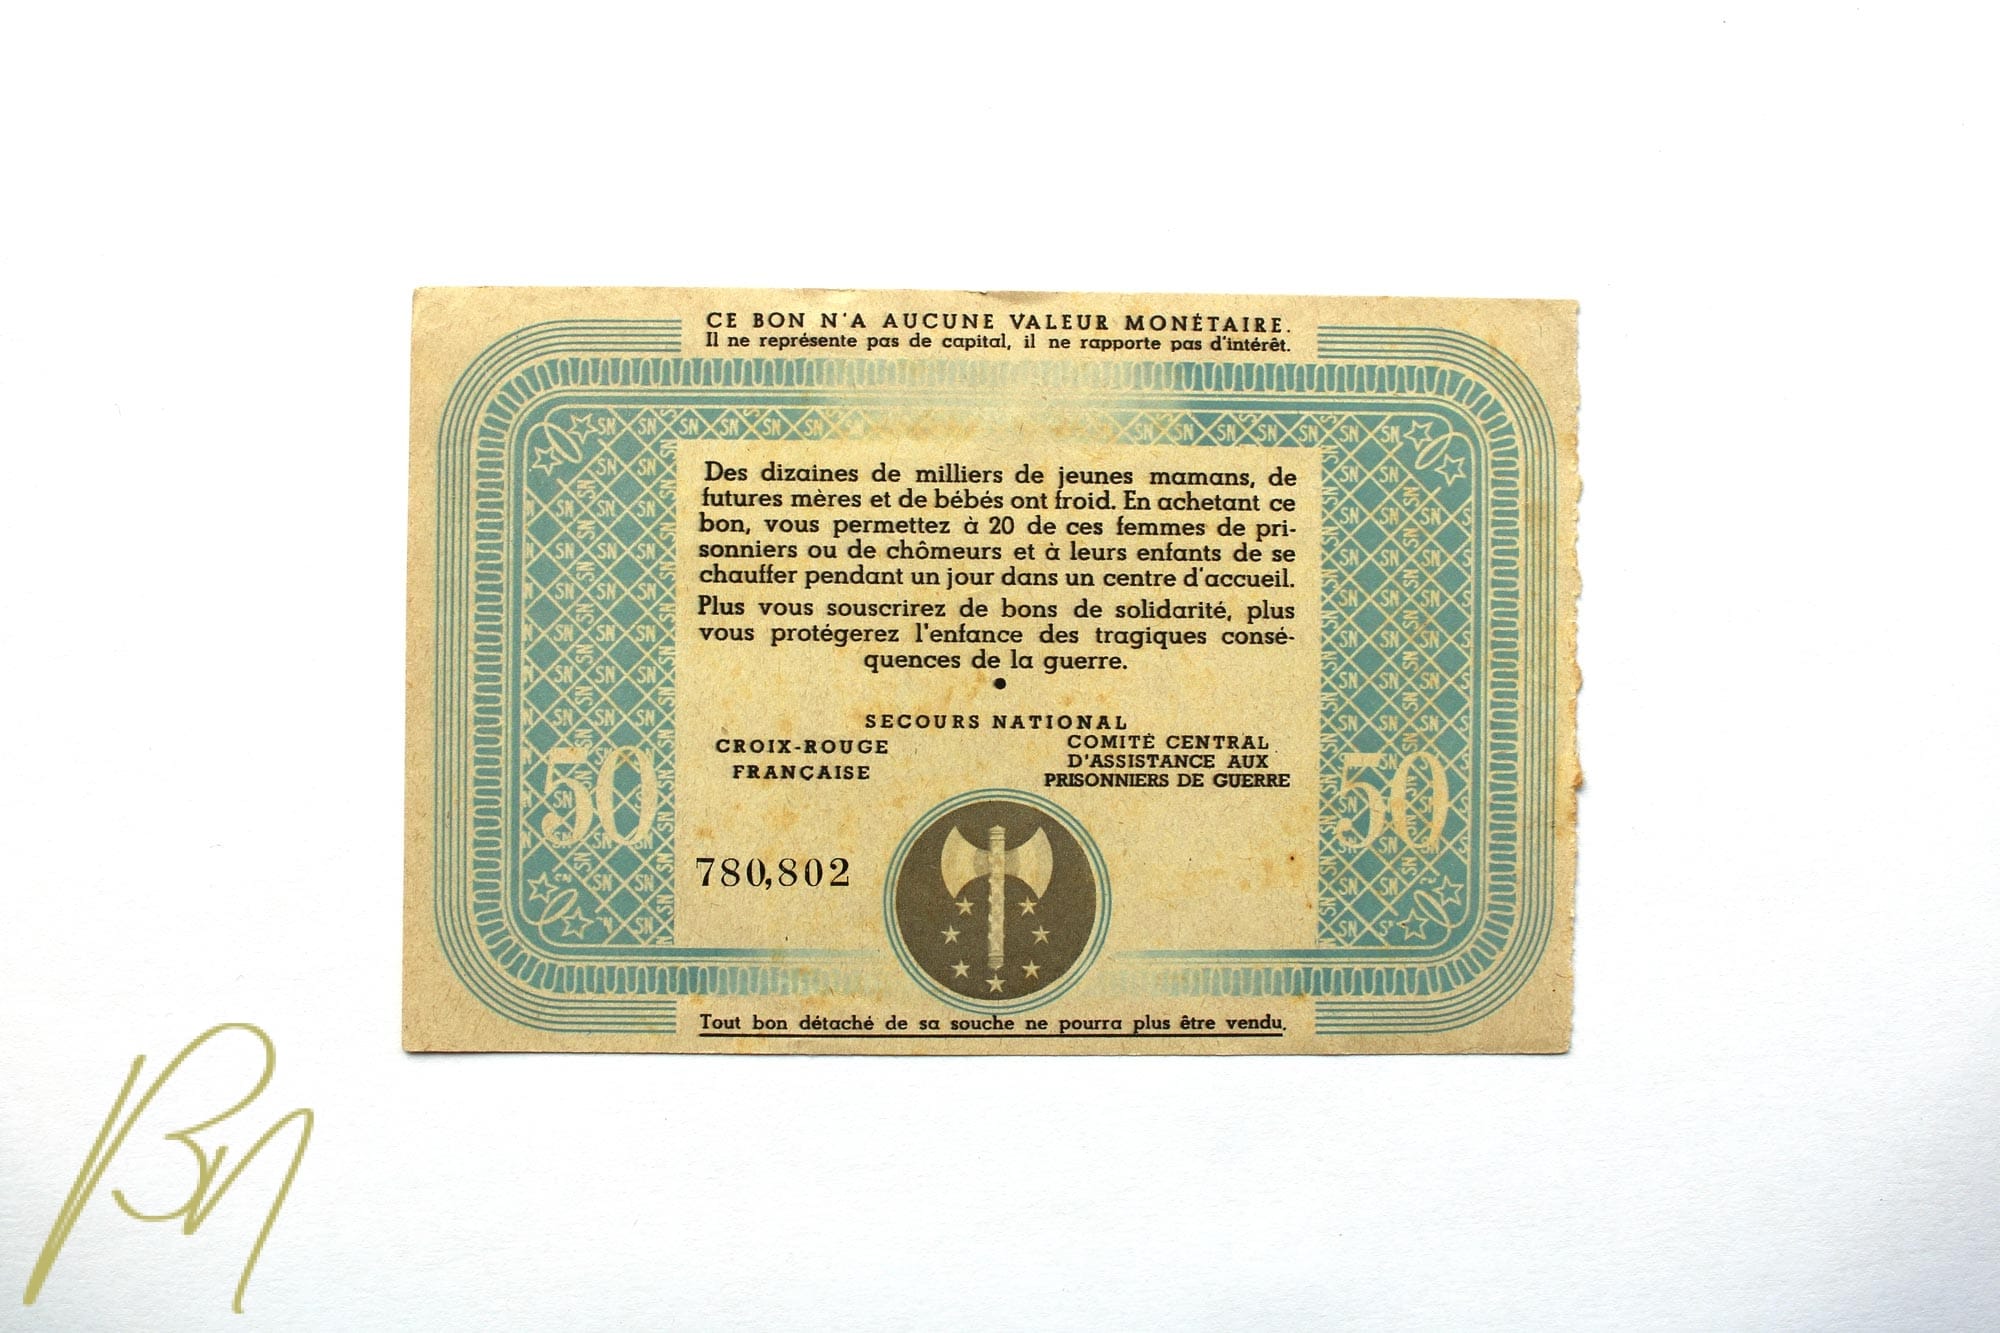 CE BON N'A AUCUNE VALEUR MONÉTAIRE.
Il ne représente pas de capital, il ne rapporte pas d'intérêt.
Des dizaines de milliers de jeunes mamans, de
futures mères et de bébés ont froid. En achetant ce
bon, vous permettez à 20 de ces femmes de pri-
sonniers ou de chômeurs et à leurs enfants de se
chauffer pendant un jour dans un centre d'accueil.
Plus vous souscrirez de bons de solidarité, plus
vous protégerez l'enfance des tragiques consé-
quences de la guerre.
SECOURS NATIONAL
CROIX-ROUGE
FRANÇAISE
COMITÉ CENTRAL
D'ASSISTANCE AUX
PRISONNIERS DE GUERRE
50
50
780,802
Tout bon détaché de sa souche ne pourra plus être vendu.